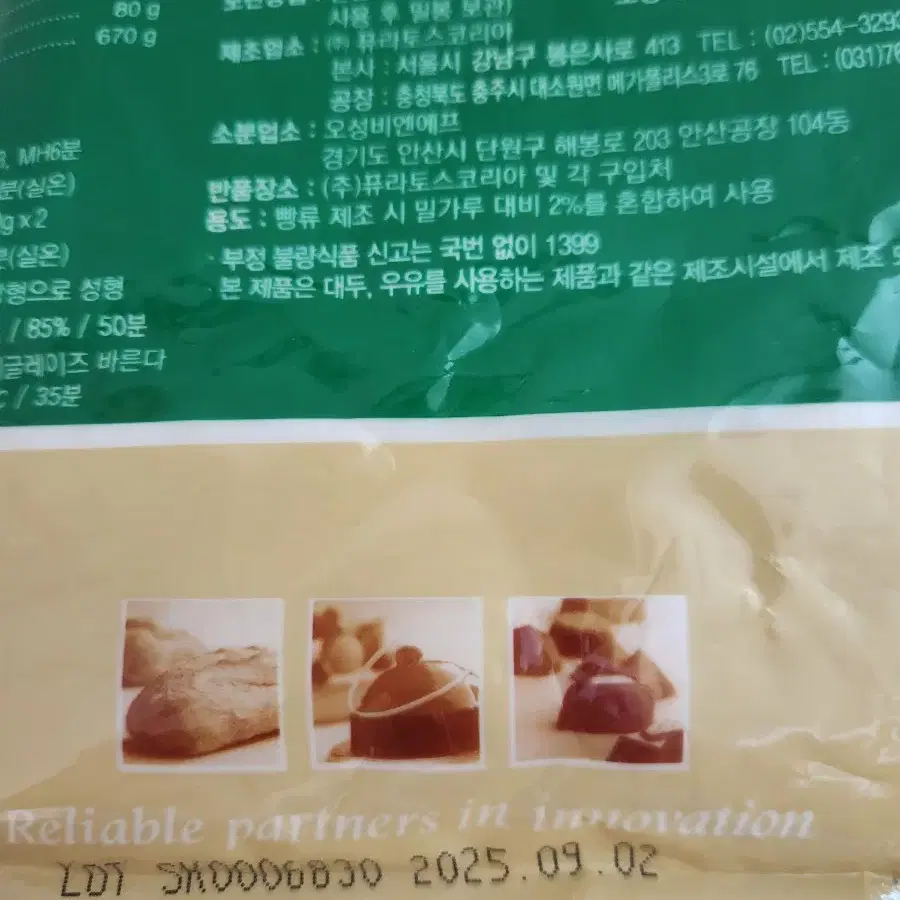 80 g
670 g
MH6분
분(실온)
g x 2
(실온)
형으로 성형
/ 85% / 50분
글레이즈 바른다
C / 35분
사용 후 밀봉 보관)
제조업소 : ㈜ 퓨라토스코리아
본사 : 서울시 강남구 봉은사로 413 TEL : (02)554-3293
공장 : 충청북도 충주시 대소원면 메가폴리스3로 76 TEL : (031)76
소분업소 : 오성비엔에프
경기도 안산시 단원구 해봉로 203 안산공장 104동
반품장소 : (주)퓨라토스코리아 및 각 구입처
용도 : 빵류 제조 시 밀가루 대비 2%를 혼합하여 사용
· 부정 불량식품 신고는 국번 없이 1399
· 본 제품은 대두, 우유를 사용하는 제품과 같은 제조시설에서 제조
Reliable partners in innovation
LOT SK0006830 2025.09.02